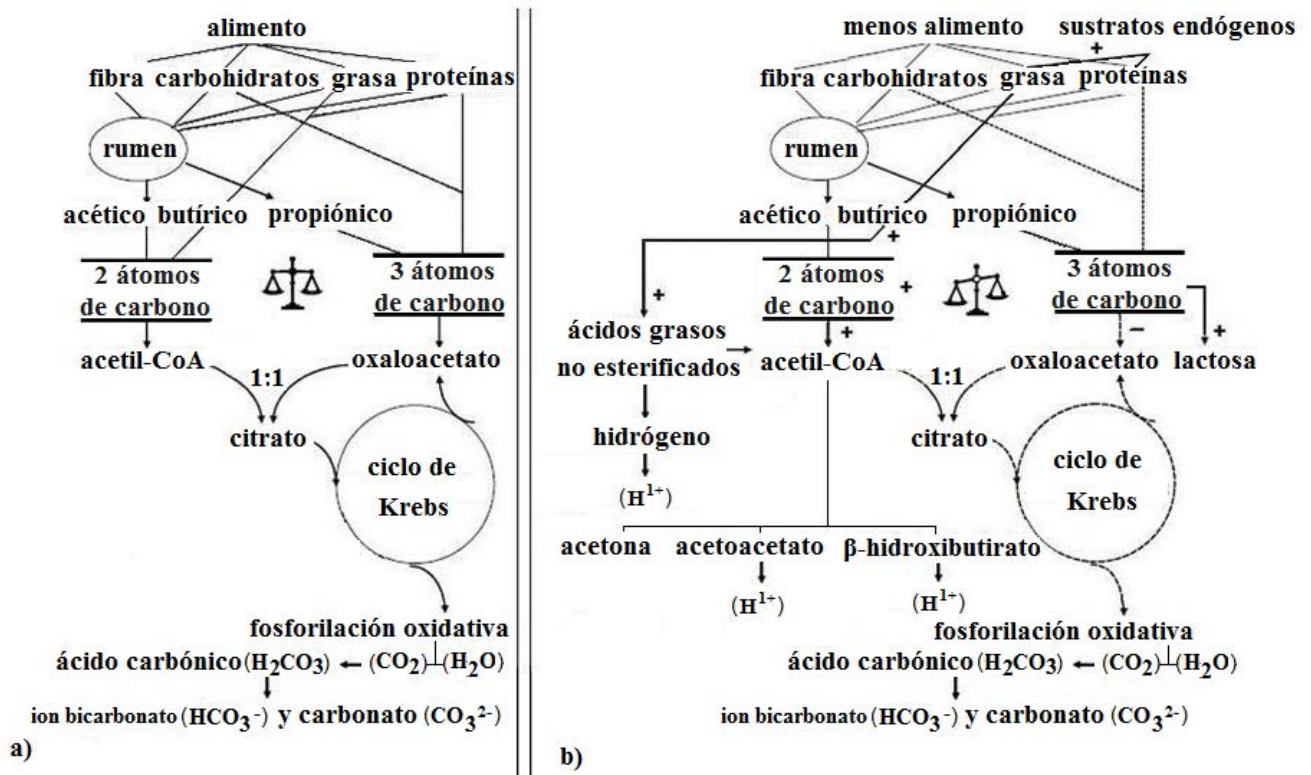 alimento
fibra carbohidratos grasa proteínas
rumen
acético butírico propiónico
2 átomos
de carbono
3 átomos
de carbono
acetil-CoA
1:1
oxaloacetato
citrato
ciclo de
Krebs
fosforilación oxidativa
ácido carbónico (H₂CO₃) (CO₂) (H₂O)
ion bicarbonato (HCO₃⁻) y carbonato (CO₃²⁻)
a)
menos alimento sustratos endógenos
+
fibra carbohidratos grasa proteínas
rumen
acético butírico propiónico
+
2 átomos
de carbono +
3 átomos
de carbono
+
ácidos grasos
no esterificados
+
acetil-CoA
1:1
−
oxaloacetato
+
lactosa
hidrógeno
(H¹⁺)
citrato
ciclo de
Krebs
acetona acetoacetato β-hidroxibutirato
(H¹⁺) (H¹⁺)
fosforilación oxidativa
ácido carbónico (H₂CO₃) (CO₂) (H₂O)
ion bicarbonato (HCO₃⁻) y carbonato (CO₃²⁻)
b)